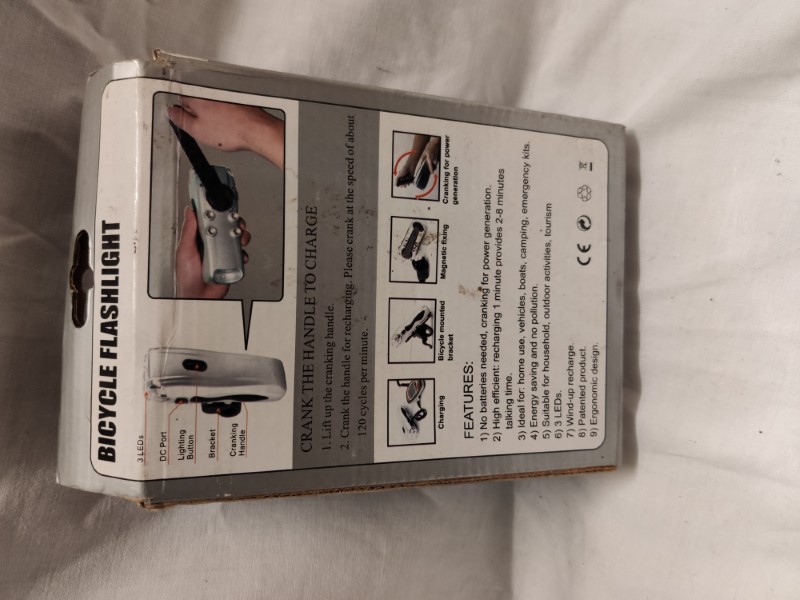 BICYCLE FLASHLIGHT
3 LEDs
DC Port
Lighting
Button
Bracket
Cranking
Handle
CRANK THE HANDLE TO CHARGE
1. Lift up the cranking handle.
2. Crank the handle for recharging. Please crank at the speed of about
120 cycles per minute.
Charging
Bicycle mounted
bracket
Magnetic fixing
Cranking for power
generation
FEATURES:
1) No batteries needed, cranking for power generation.
2) High efficient: recharging 1 minute provides 2-8 minutes
talking time.
3) Ideal for: home use, vehicles, boats, camping, emergency kits.
4) Energy saving and no pollution.
5) Suitable for household, outdoor activities, tourism
6) 3 LEDs.
7) Wind-up recharge.
8) Patented product.
9) Ergonomic design.
CE